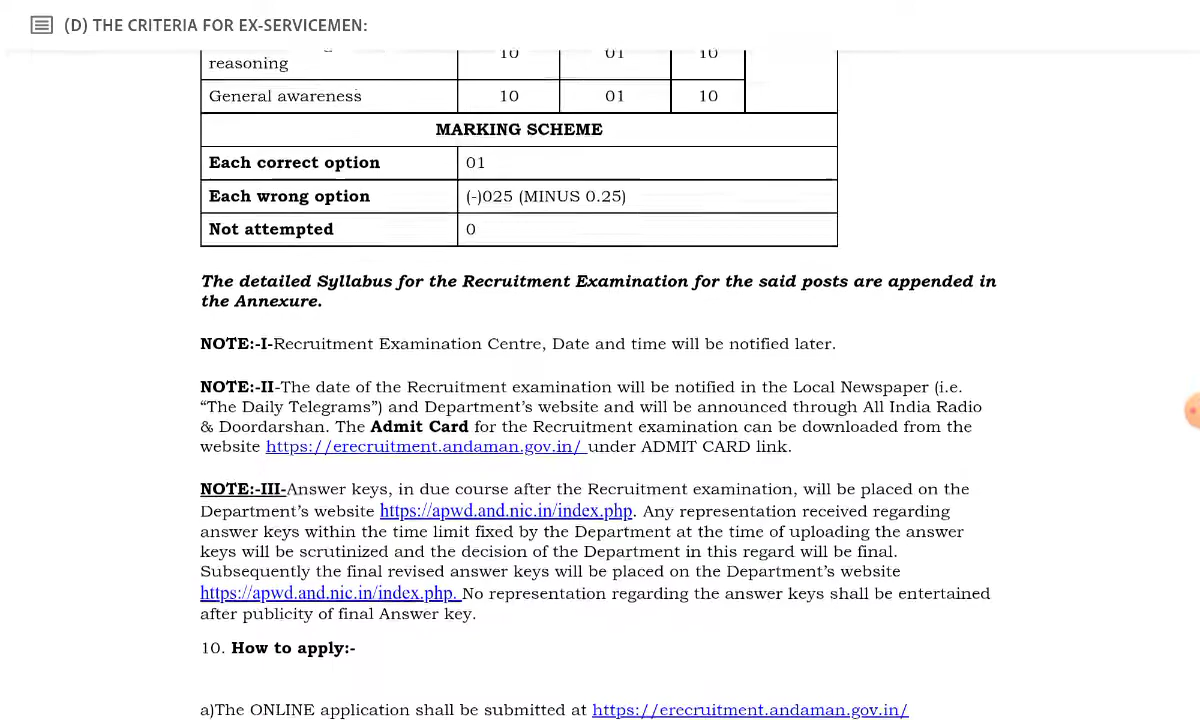 (D) THE CRITERIA FOR EX-SERVICEMEN:
reasoning 10 01 10
General awareness 10 01 10
MARKING SCHEME
Each correct option 01
Each wrong option (-)025 (MINUS 0.25)
Not attempted 0
The detailed Syllabus for the Recruitment Examination for the said posts are appended in
the Annexure.
NOTE:-I-Recruitment Examination Centre, Date and time will be notified later.
NOTE:-II-The date of the Recruitment examination will be notified in the Local Newspaper (i.e.
“The Daily Telegrams”) and Department’s website and will be announced through All India Radio
& Doordarshan. The Admit Card for the Recruitment examination can be downloaded from the
website https://erecruitment.andaman.gov.in/ under ADMIT CARD link.
NOTE:-III-Answer keys, in due course after the Recruitment examination, will be placed on the
Department’s website https://apwd.and.nic.in/index.php. Any representation received regarding
answer keys within the time limit fixed by the Department at the time of uploading the answer
keys will be scrutinized and the decision of the Department in this regard will be final.
Subsequently the final revised answer keys will be placed on the Department’s website
https://apwd.and.nic.in/index.php. No representation regarding the answer keys shall be entertained
after publicity of final Answer key.
10. How to apply:-
a)The ONLINE application shall be submitted at https://erecruitment.andaman.gov.in/